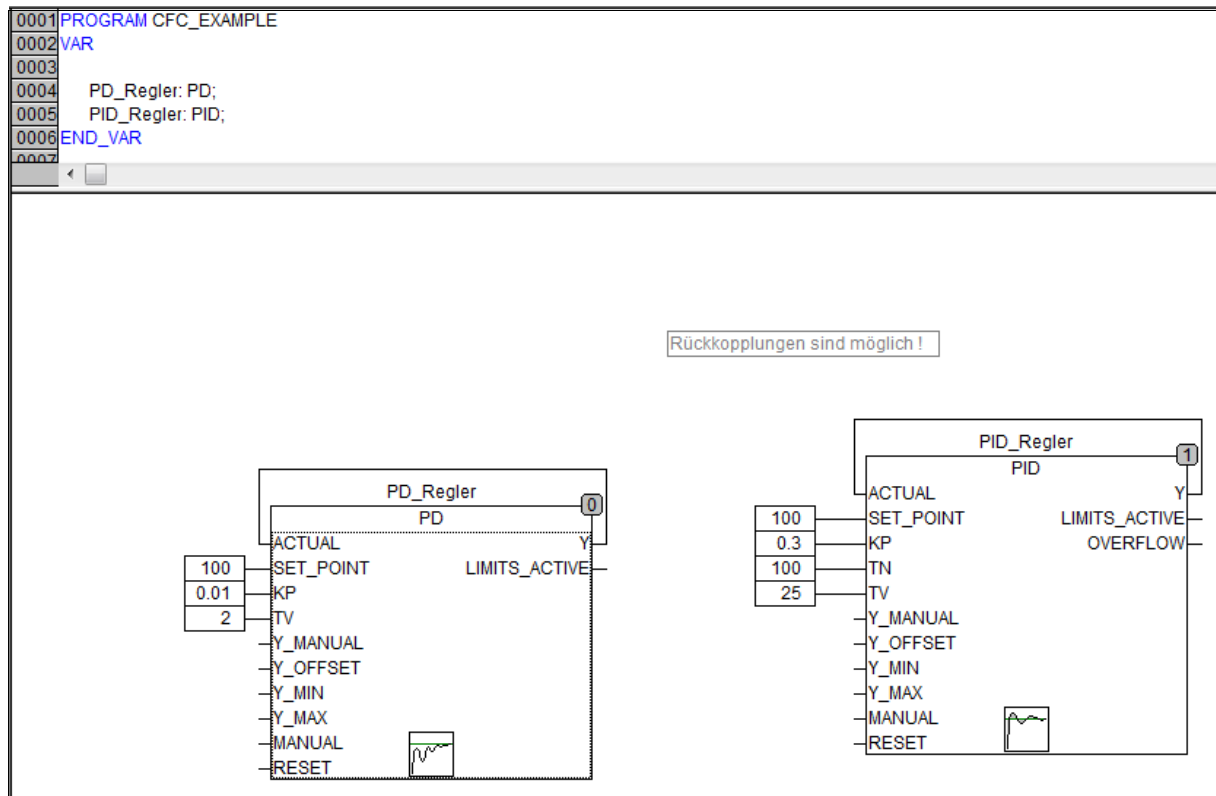 0001 PROGRAM CFC_EXAMPLE
0002 VAR
0003
0004 PD_Regler: PD;
0005 PID_Regler: PID;
0006 END_VAR
0007
Rückkopplungen sind möglich !
PD_Regler
0
PD
ACTUAL Y
100 SET_POINT LIMITS_ACTIVE
0.01 KP
2 TV
Y_MANUAL
Y_OFFSET
Y_MIN
Y_MAX
MANUAL
RESET
PID_Regler
1
PID
ACTUAL Y
100 SET_POINT LIMITS_ACTIVE
0.3 KP OVERFLOW
100 TN
25 TV
Y_MANUAL
Y_OFFSET
Y_MIN
Y_MAX
MANUAL
RESET